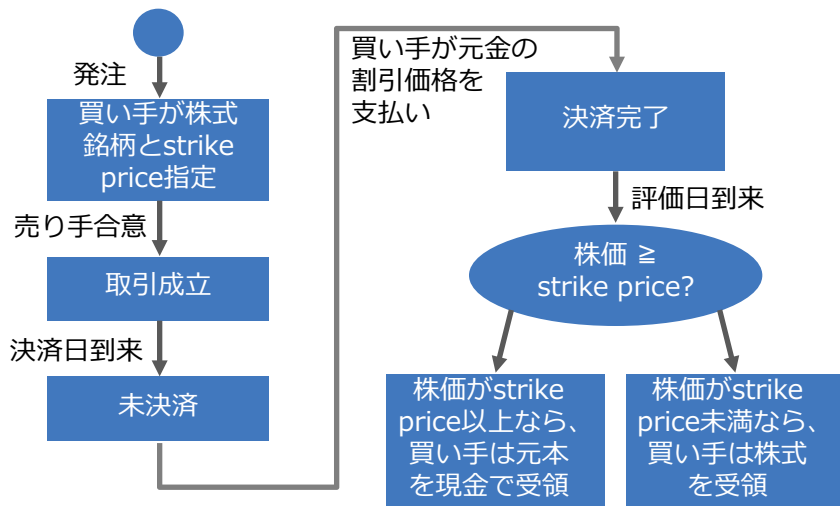 発注
買い手が株式
銘柄とstrike
price指定
売り手合意
取引成立
決済日到来
未決済
買い手が元金の
割引価格を
支払い
決済完了
評価日到来
株価 ≧
strike price?
株価がstrike
price以上なら、
買い手は元本
を現金で受領
株価がstrike
price未満なら、
買い手は株式
を受領